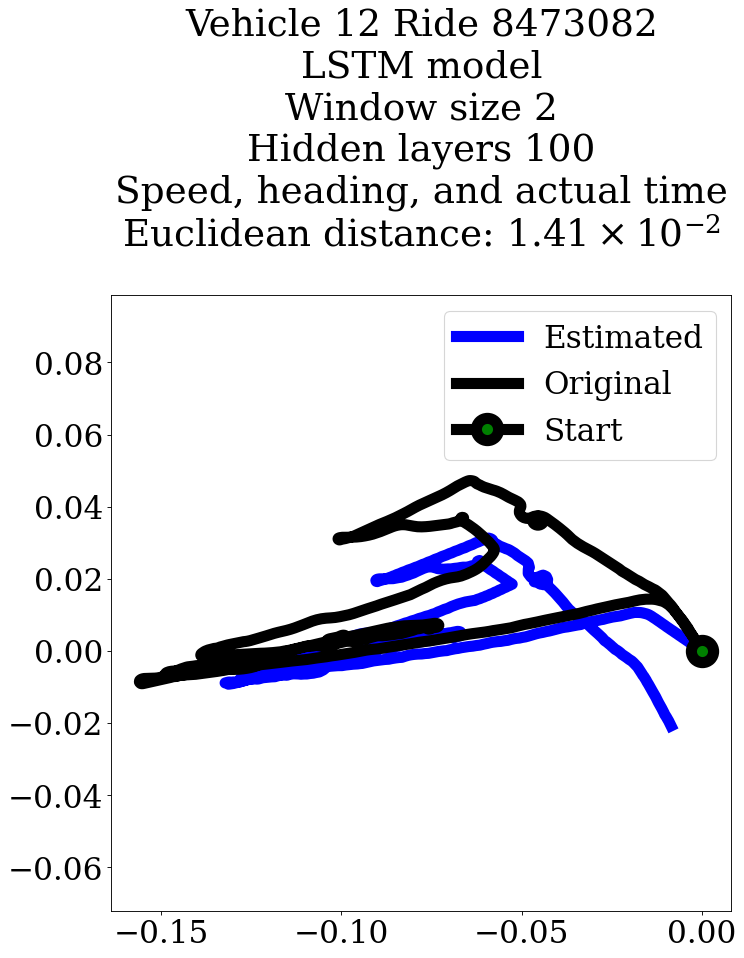 Vehicle 12 Ride 8473082
LSTM model
Window size 2
Hidden layers 100
Speed, heading, and actual time
Euclidean distance: 1.41 × 10⁻²
Estimated
Original
Start
0.08
0.06
0.04
0.02
0.00
−0.02
−0.04
−0.06
−0.15 −0.10 −0.05 0.00